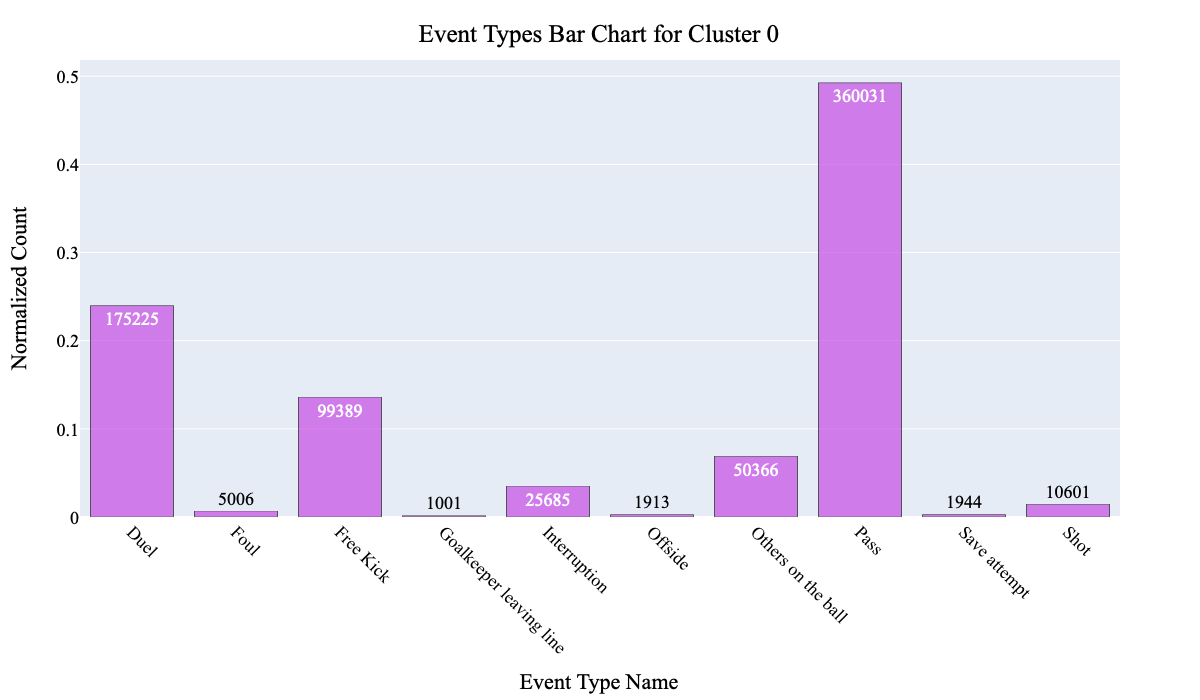 Event Types Bar Chart for Cluster 0
Normalized Count
0.5
0.4
0.3
0.2
0.1
0
175225
5006
99389
1001
25685
1913
50366
360031
1944
10601
Duel
Foul
Free Kick
Goalkeeper leaving line
Interruption
Offside
Others on the ball
Pass
Save attempt
Shot
Event Type Name